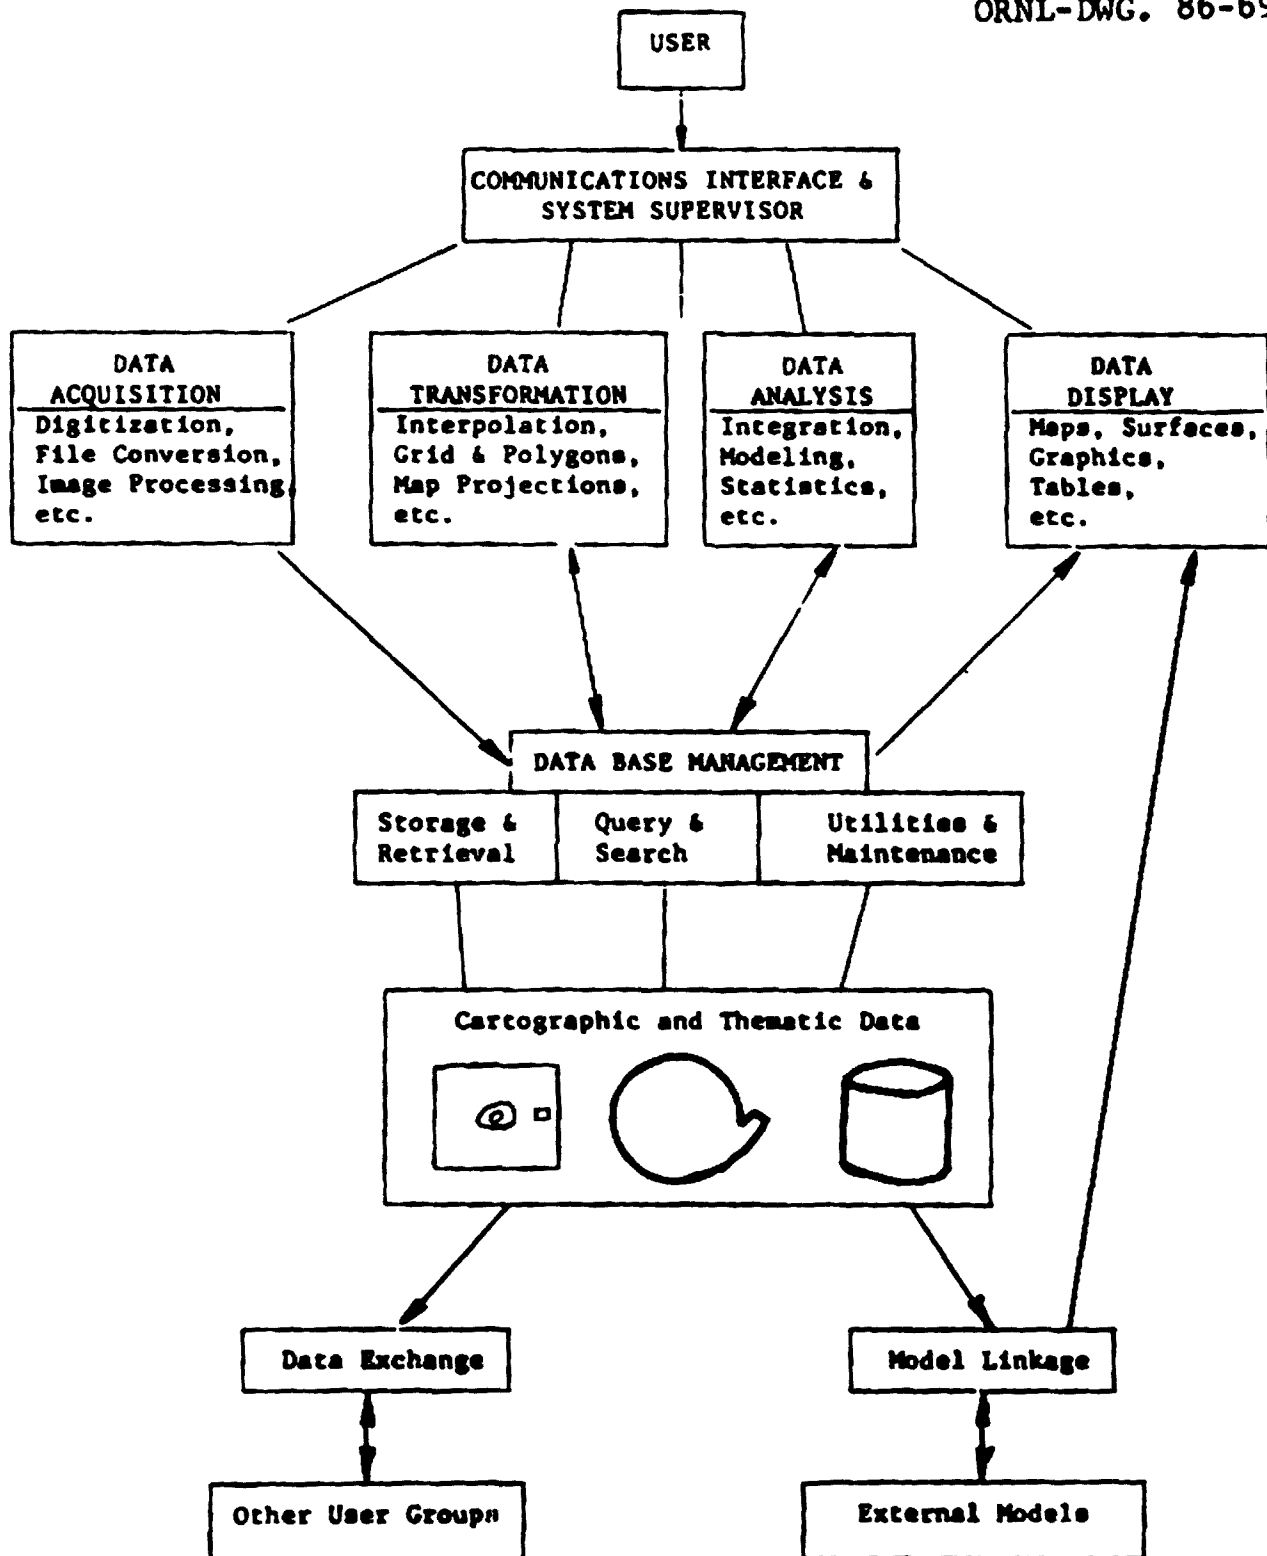 ORNL-DWG. 86-69
USER
COMMUNICATIONS INTERFACE &
SYSTEM SUPERVISOR
DATA
ACQUISITION
Digitization,
File Conversion,
Image Processing,
etc.
DATA
TRANSFORMATION
Interpolation,
Grid & Polygons,
Map Projections,
etc.
DATA
ANALYSIS
Integration,
Modeling,
Statistics,
etc.
DATA
DISPLAY
Maps, Surfaces,
Graphics,
Tables,
etc.
DATA BASE MANAGEMENT
Storage &
Retrieval
Query &
Search
Utilities &
Maintenance
Cartographic and Thematic Data
Data Exchange
Model Linkage
Other User Groups
External Models